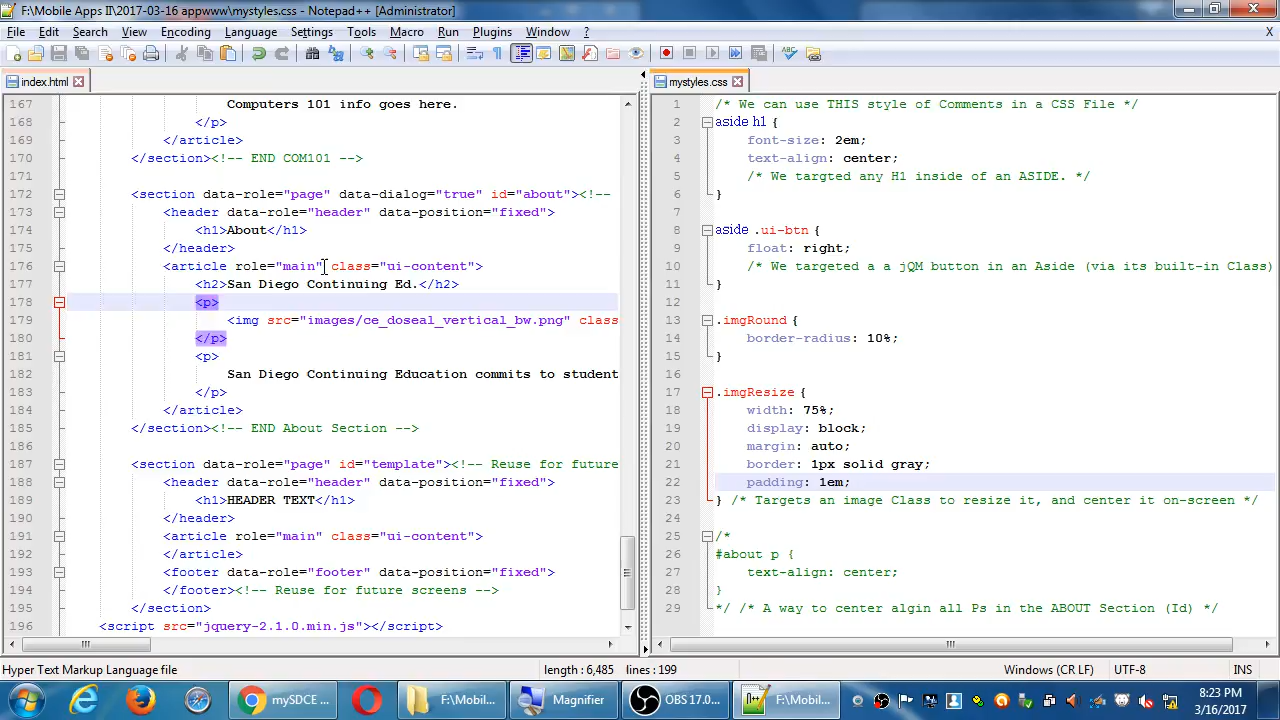 F:\Mobile Apps II\2017-03-16 appwww\mystyles.css - Notepad++ [Administrator]
File Edit Search View Encoding Language Settings Tools Macro Run Plugins Window ? X
index.html
167 Computers 101 info goes here.
168 </p>
169 </article>
170 </section><!-- END COM101 -->
171
172 <section data-role="page" data-dialog="true" id="about"><!--
173 <header data-role="header" data-position="fixed">
174 <h1>About</h1>
175 </header>
176 <article role="main" class="ui-content">
177 <h2>San Diego Continuing Ed.</h2>
178 <p>
179 <img src="images/ce_doseal_vertical_bw.png" class
180 </p>
181 <p>
182 San Diego Continuing Education commits to student
183 </p>
184 </article>
185 </section><!-- END About Section -->
186
187 <section data-role="page" id="template"><!-- Reuse for future
188 <header data-role="header" data-position="fixed">
189 <h1>HEADER TEXT</h1>
190 </header>
191 <article role="main" class="ui-content">
192 </article>
193 <footer data-role="footer" data-position="fixed">
194 </footer><!-- Reuse for future screens -->
195 </section>
196 <script src="jquery-2.1.0.min.js"></script>
mystyles.css
1 /* We can use THIS style of Comments in a CSS File */
2 aside h1 {
3 font-size: 2em;
4 text-align: center;
5 /* We targted any H1 inside of an ASIDE. */
6 }
7
8 aside .ui-btn {
9 float: right;
10 /* We targeted a a jQM button in an Aside (via its built-in Class)
11 }
12
13 .imgRound {
14 border-radius: 10%;
15 }
16
17 .imgResize {
18 width: 75%;
19 display: block;
20 margin: auto;
21 border: 1px solid gray;
22 padding: 1em;
23 } /* Targets an image Class to resize it, and center it on-screen */
24
25 /*
26 #about p {
27 text-align: center;
28 }
29 */ /* A way to center algin all Ps in the ABOUT Section (Id) */
Hyper Text Markup Language file length : 6,485 lines : 199 Windows (CR LF) UTF-8 INS
mySDCE ... F:\Mobil... Magnifier OBS 17.0.... F:\Mobil... 8:23 PM
3/16/2017